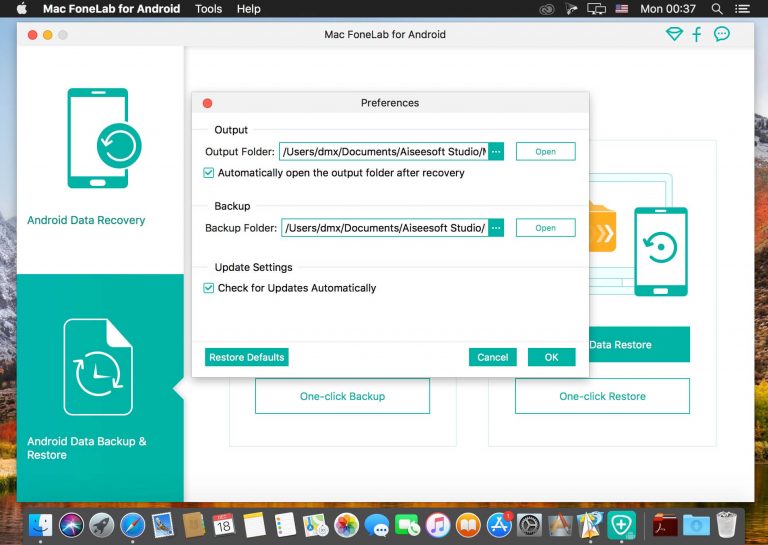 Mac FoneLab for Android Tools Help Mon 00:37
Mac FoneLab for Android
Preferences
Output
Output Folder: /Users/dmx/Documents/Aiseesoft Studio/M ... Open
Automatically open the output folder after recovery
Android Data Recovery
Backup
Backup Folder: /Users/dmx/Documents/Aiseesoft Studio/ ... Open
Update Settings
Check for Updates Automatically
Restore Defaults Cancel OK
Data Restore
One-click Backup One-click Restore
Android Data Backup &
Restore
18
1